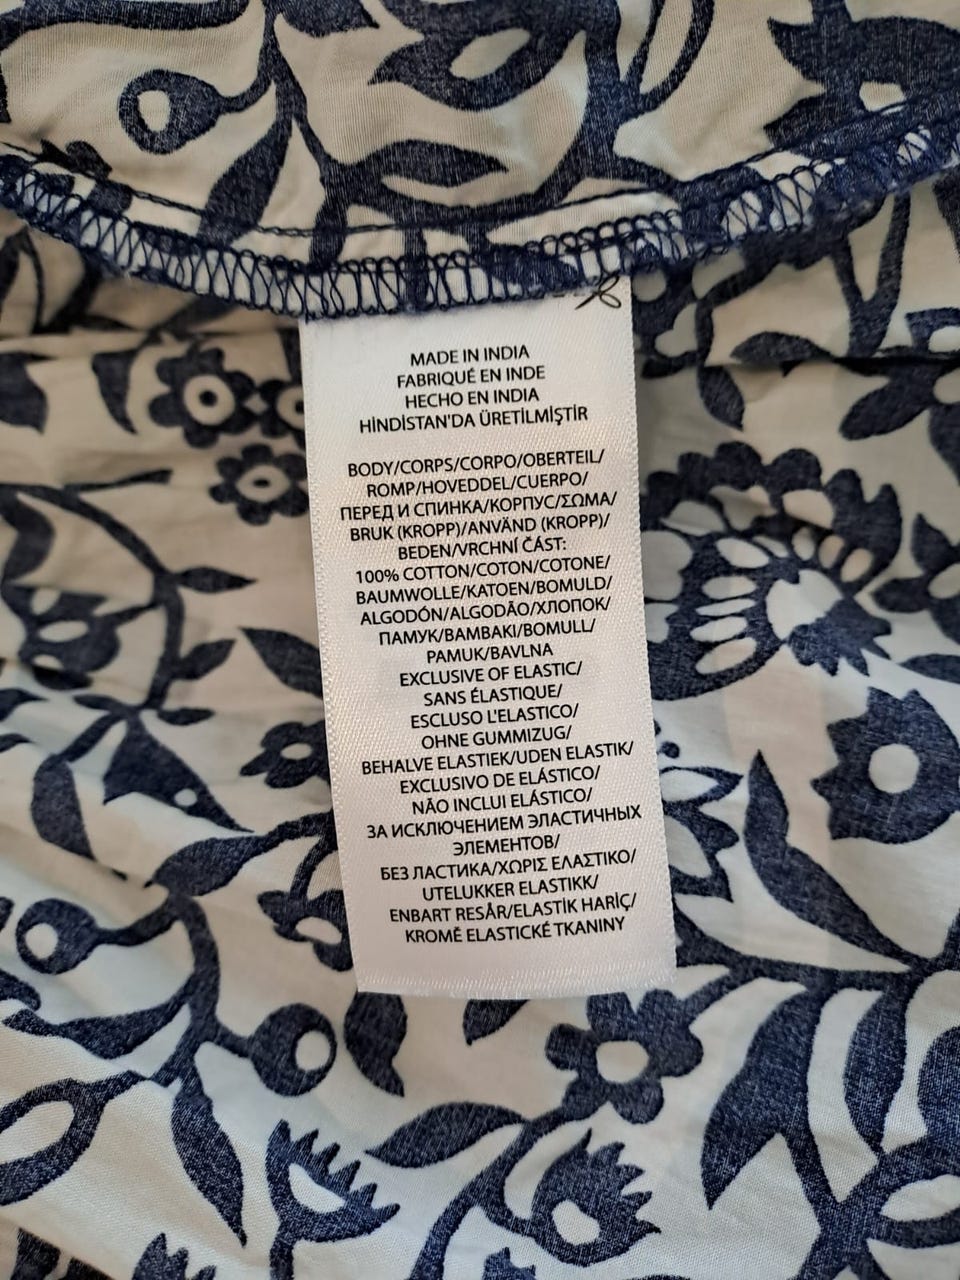 MADE IN INDIA
FABRIQUÉ EN INDE
HECHO EN INDIA
HİNDİSTAN'DA ÜRETİLMİŞTİR
BODY/CORPS/CORPO/OBERTEIL/
ROMP/HOVEDDEL/CUERPO/
ПЕРЕД И СПИНКА/КОРПУС/ΣΩΜΑ/
BRUK (KROPP)/ANVÄND (KROPP)/
BEDEN/VRCHNÍ ČÁST:
100% COTTON/COTON/COTONE/
BAUMWOLLE/KATOEN/BOMULD/
ALGODÓN/ALGODÃO/ХЛОПОК/
ПАМУК/BAMBAKI/BOMULL/
PAMUK/BAVLNA
EXCLUSIVE OF ELASTIC/
SANS ÉLASTIQUE/
ESCLUSO L'ELASTICO/
OHNE GUMMIZUG/
BEHALVE ELASTIEK/UDEN ELASTIK/
EXCLUSIVO DE ELÁSTICO/
NÃO INCLUI ELÁSTICO/
ЗА ИСКЛЮЧЕНИЕМ ЭЛАСТИЧНЫХ
ЭЛЕМЕНТОВ/
БЕЗ ЛАСТИКА/ΧΩΡΙΣ ΕΛΑΣΤΙΚΟ/
UTELUKKER ELASTIKK/
ENBART RESÅR/ELASTİK HARİÇ/
KROMĚ ELASTICKÉ TKANINY